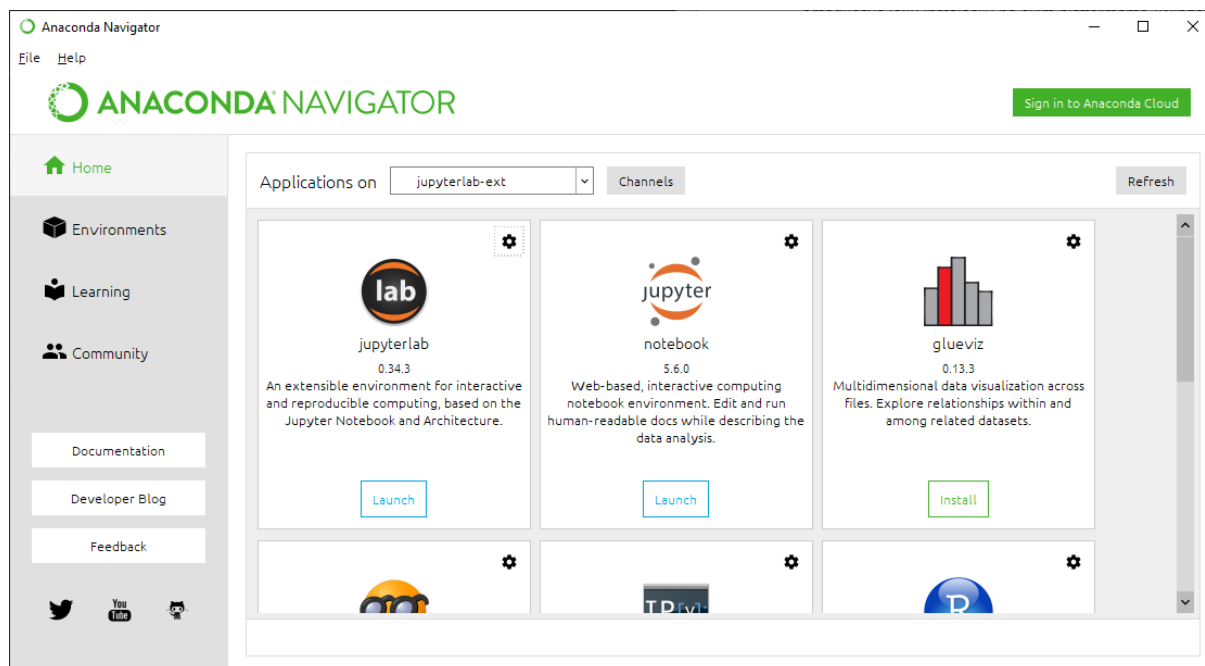 Anaconda Navigator
File Help
ANACONDA NAVIGATOR
Sign in to Anaconda Cloud
Home
Environments
Learning
Community
Documentation
Developer Blog
Feedback
You
Tube
Applications on jupyterlab-ext Channels Refresh
lab
jupyterlab
0.34.3
An extensible environment for interactive
and reproducible computing, based on the
Jupyter Notebook and Architecture.
Launch
jupyter
notebook
5.6.0
Web-based, interactive computing
notebook environment. Edit and run
human-readable docs while describing the
data analysis.
Launch
glueviz
0.13.3
Multidimensional data visualization across
files. Explore relationships within and
among related datasets.
Install
IP[y]:
R